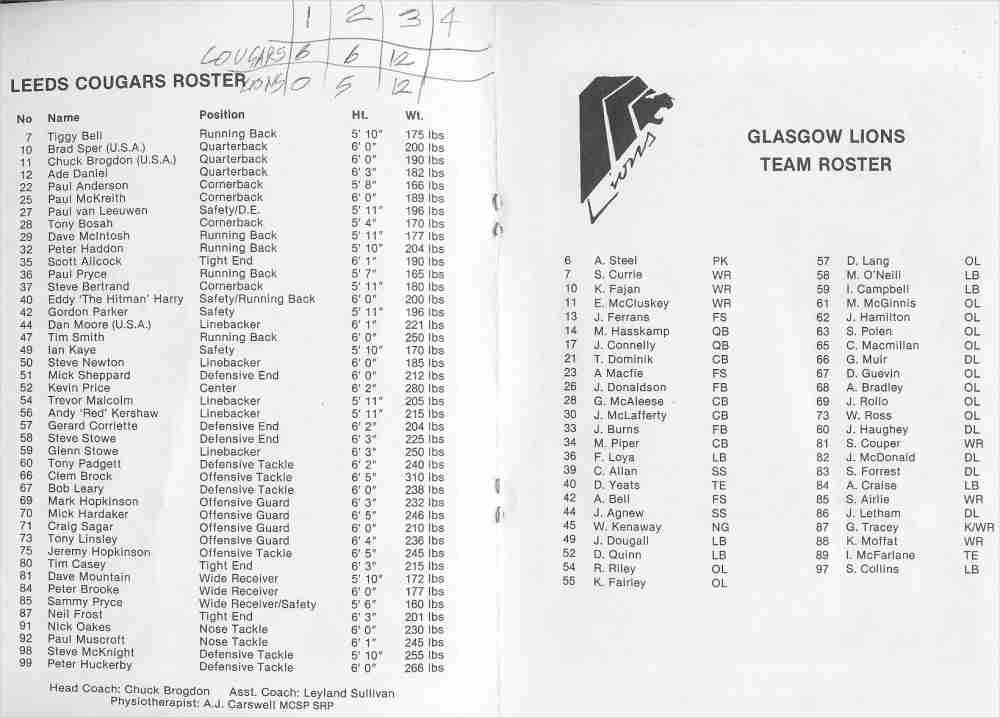 1 2 3 4
COUGARS 6 6 12
LIONS 0 5 12
LEEDS COUGARS ROSTER
No Name Position Ht. Wt.
7 Tiggy Bell Running Back 5' 10" 175 lbs
10 Brad Sper (U.S.A.) Quarterback 6' 0" 200 lbs
11 Chuck Brogdon (U.S.A.) Quarterback 6' 0" 190 lbs
12 Ade Daniel Quarterback 6' 3" 182 lbs
22 Paul Anderson Cornerback 5' 8" 166 lbs
25 Paul McKreith Cornerback 6' 0" 189 lbs
27 Paul van Leeuwen Safety/D.E. 5' 11" 196 lbs
28 Tony Bosah Cornerback 5' 4" 170 lbs
29 Dave McIntosh Running Back 5' 11" 177 lbs
32 Peter Haddon Running Back 5' 10" 204 lbs
35 Scott Allcock Tight End 6' 1" 190 lbs
36 Paul Pryce Running Back 5' 7" 165 lbs
37 Steve Bertrand Cornerback 5' 11" 180 lbs
40 Eddy 'The Hitman' Harry Safety/Running Back 6' 0" 200 lbs
42 Gordon Parker Safety 5' 11" 196 lbs
44 Dan Moore (U.S.A.) Linebacker 6' 1" 221 lbs
47 Tim Smith Running Back 6' 0" 250 lbs
49 Ian Kaye Safety 5' 10" 170 lbs
50 Steve Newton Linebacker 6' 0" 185 lbs
51 Mick Sheppard Defensive End 6' 0" 212 lbs
52 Kevin Price Center 6' 2" 280 lbs
54 Trevor Malcolm Linebacker 5' 11" 205 lbs
56 Andy 'Red' Kershaw Linebacker 5' 11" 215 lbs
57 Gerard Corriette Defensive End 6' 2" 204 lbs
58 Steve Stowe Defensive End 6' 3" 225 lbs
59 Glenn Stowe Linebacker 6' 3" 250 lbs
60 Tony Padgett Defensive Tackle 6' 2" 240 lbs
66 Clem Brock Offensive Tackle 6' 5" 310 lbs
67 Bob Leary Defensive Tackle 6' 0" 238 lbs
69 Mark Hopkinson Offensive Guard 6' 3" 232 lbs
70 Mick Hardaker Offensive Guard 6' 5" 246 lbs
71 Craig Sagar Offensive Guard 6' 0" 210 lbs
73 Tony Linsley Offensive Guard 6' 4" 236 lbs
75 Jeremy Hopkinson Offensive Tackle 6' 5" 245 lbs
80 Tim Casey Tight End 6' 3" 215 lbs
81 Dave Mountain Wide Receiver 5' 10" 172 lbs
84 Peter Brooke Wide Receiver 6' 0" 177 lbs
85 Sammy Pryce Wide Receiver/Safety 5' 6" 160 lbs
87 Neil Frost Tight End 6' 3" 201 lbs
91 Nick Oakes Nose Tackle 6' 0" 230 lbs
92 Paul Muscroft Nose Tackle 6' 1" 245 lbs
98 Steve McKnight Defensive Tackle 5' 10" 255 lbs
99 Peter Huckerby Defensive Tackle 6' 0" 266 lbs
Head Coach: Chuck Brogdon Asst. Coach: Leyland Sullivan
Physiotherapist: A.J. Carswell MCSP SRP
Lions
GLASGOW LIONS
TEAM ROSTER
6 A. Steel PK
7 S. Currie WR
10 K. Fajan WR
11 E. McCluskey WR
13 J. Ferrans FS
14 M. Hasskamp QB
17 J. Connelly QB
21 T. Dominik CB
23 A Macfie FS
26 J. Donaldson FB
28 G. McAleese CB
30 J. McLafferty CB
33 J. Burns FB
34 M. Piper CB
36 F. Loya LB
39 C. Allan SS
40 D. Yeats TE
42 A. Bell FS
44 J. Agnew SS
45 W. Kenaway NG
49 J. Dougall LB
52 D. Quinn LB
54 R. Riley OL
55 K. Fairley OL
57 D. Lang OL
58 M. O'Neill LB
59 I. Campbell LB
61 M. McGinnis OL
62 J. Hamilton OL
63 S. Polen OL
65 C. Macmillan OL
66 G. Muir DL
67 D. Guevin OL
68 A. Bradley OL
69 J. Rollo OL
73 W. Ross OL
80 J. Haughey DL
81 S. Couper WR
82 J. McDonald DL
83 S. Forrest DL
84 A. Craise LB
85 S. Airlie WR
86 J. Letham DL
87 G. Tracey K/WR
88 K. Moffat WR
89 I. McFarlane TE
97 S. Collins LB